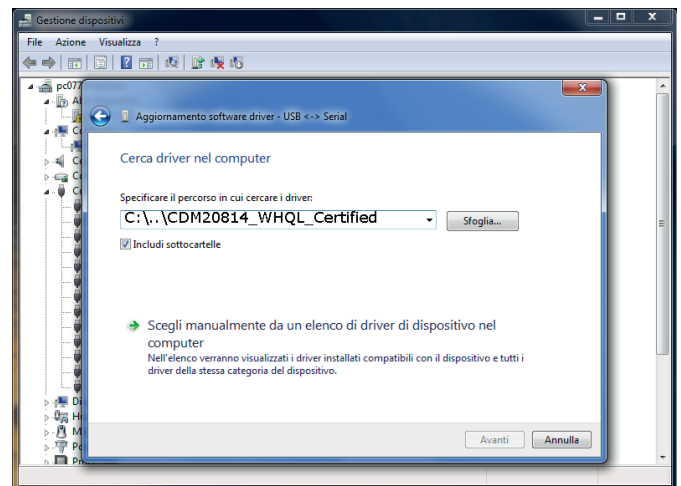 Gestione dispositivi
File Azione Visualizza ?
pc077
Aggiornamento software driver - USB <-> Serial
Cerca driver nel computer
Specificare il percorso in cui cercare i driver:
C:\..\CDM20814_WHQL_Certified
Sfoglia...
Includi sottocartelle
Scegli manualmente da un elenco di driver di dispositivo nel
computer
Nell'elenco verranno visualizzati i driver installati compatibili con il dispositivo e tutti i
driver della stessa categoria del dispositivo.
Avanti Annulla